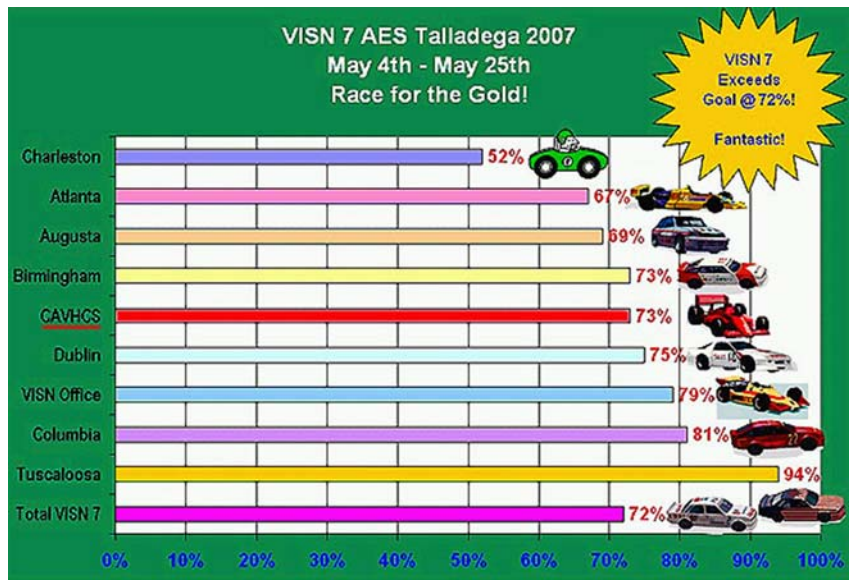 VISN 7 AES Talladega 2007
May 4th - May 25th
Race for the Gold!
VISN 7
Exceeds
Goal @ 72%!
Fantastic!
Charleston 52%
Atlanta 67%
Augusta 69%
Birmingham 73%
CAVHCS 73%
Dublin 75%
VISN Office 79%
Columbia 81%
Tuscaloosa 94%
Total VISN 7 72%
0% 10% 20% 30% 40% 50% 60% 70% 80% 90% 100%